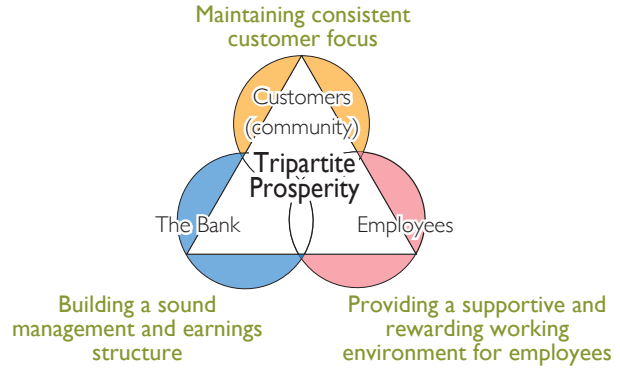 Maintaining consistent
customer focus
Customers
(community)
Tripartite
Prosperity
The Bank
Employees
Building a sound
management and earnings
structure
Providing a supportive and
rewarding working
environment for employees